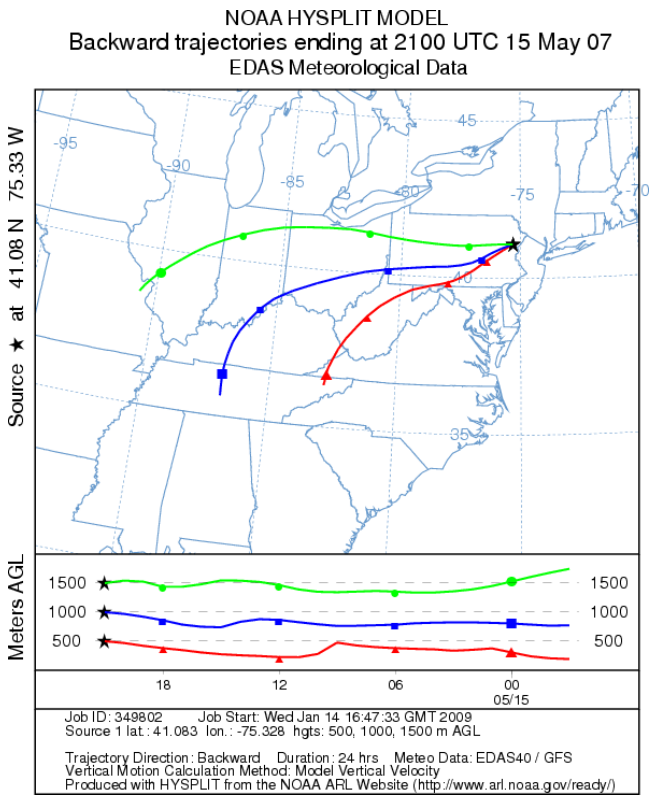 NOAA HYSPLIT MODEL
Backward trajectories ending at 2100 UTC 15 May 07
EDAS Meteorological Data
Source ★ at 41.08 N 75.33 W
-95
-90
-85
-80
-75
-70
45
40
35
Meters AGL
1500 1500
1000 1000
500 500
18 12 06 00
05/15
Job ID: 349802 Job Start: Wed Jan 14 16:47:33 GMT 2009
Source 1 lat.: 41.083 lon.: -75.328 hgts: 500, 1000, 1500 m AGL
Trajectory Direction: Backward Duration: 24 hrs Meteo Data: EDAS40 / GFS
Vertical Motion Calculation Method: Model Vertical Velocity
Produced with HYSPLIT from the NOAA ARL Website (http://www.arl.noaa.gov/ready/)